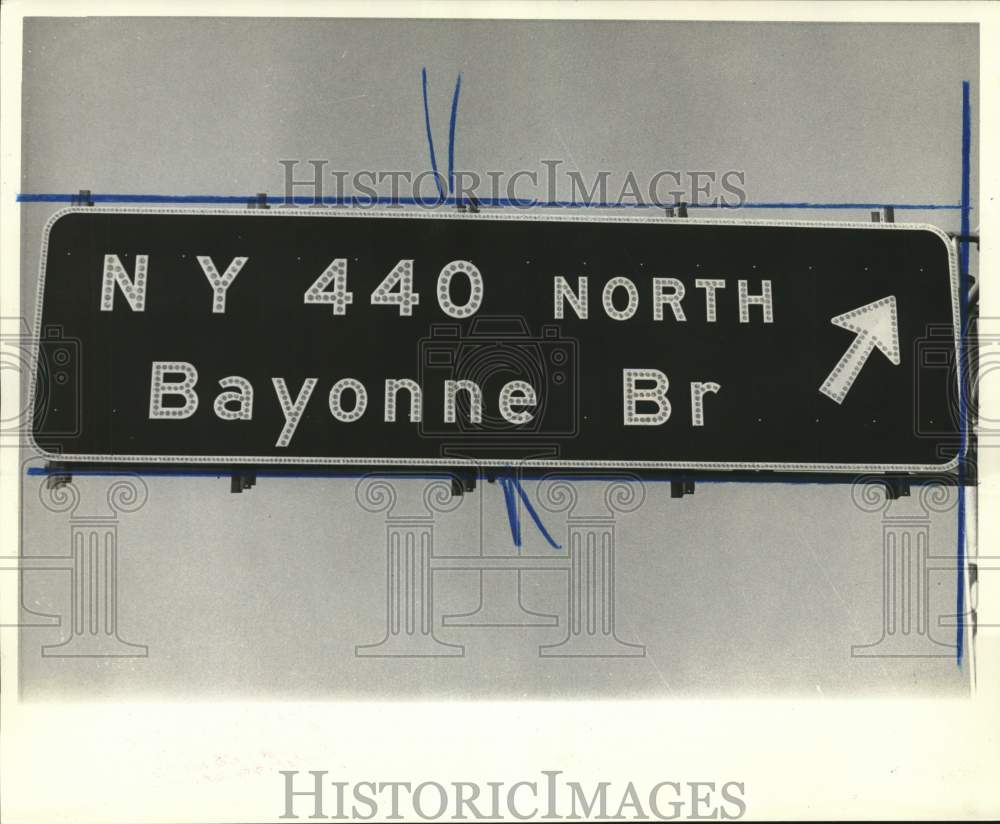 HISTORICIMAGES
N Y 440 NORTH
Bayonne Br
HISTORICIMAGES